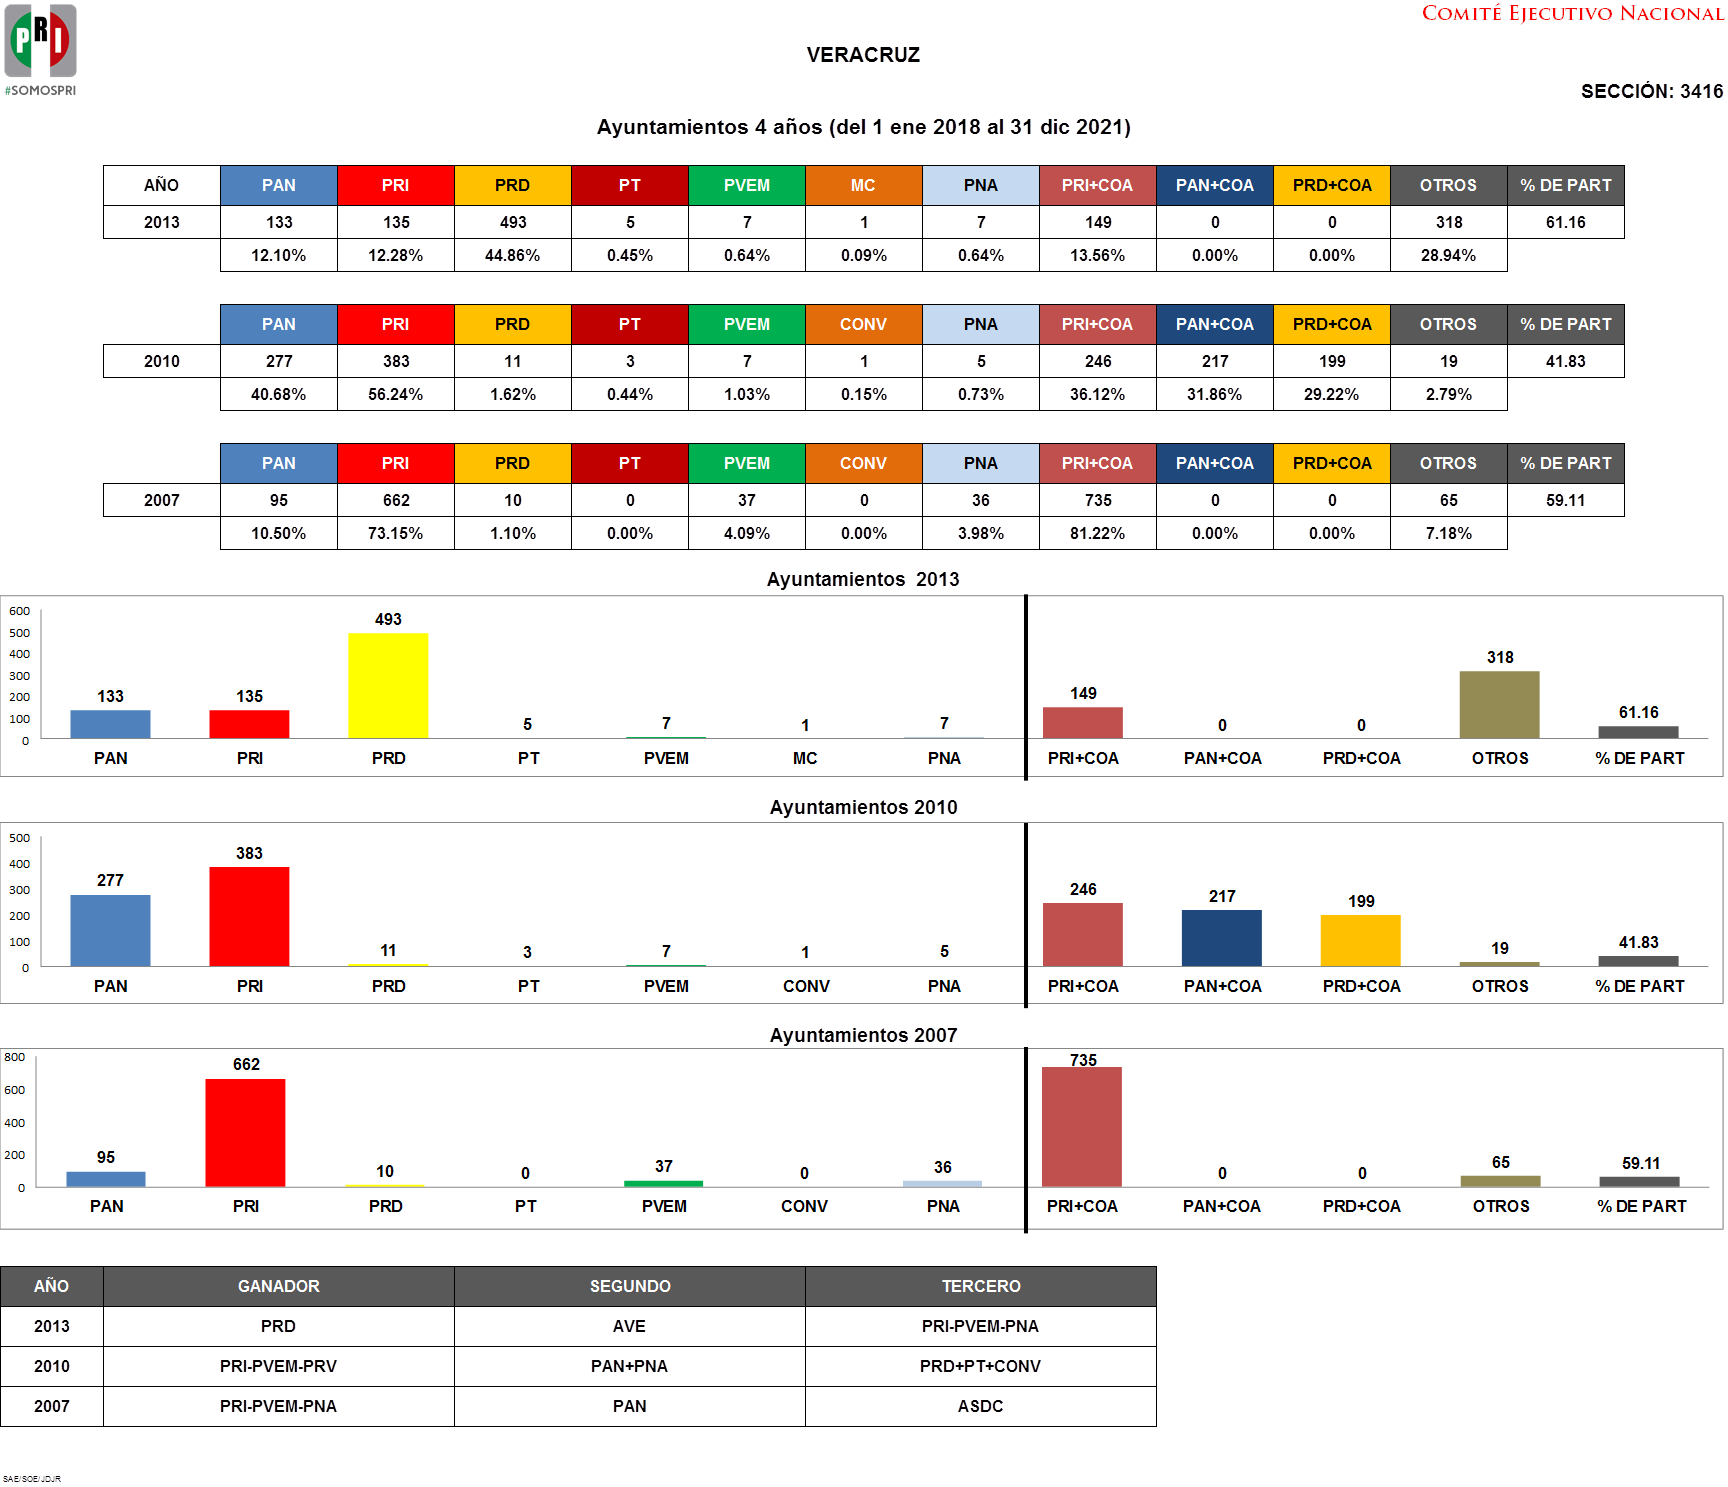 PRI
#SOMOSPRI
COMITÉ EJECUTIVO NACIONAL
VERACRUZ
SECCIÓN: 3416
Ayuntamientos 4 años (del 1 ene 2018 al 31 dic 2021)
AÑO PAN PRI PRD PT PVEM MC PNA PRI+COA PAN+COA PRD+COA OTROS % DE PART
2013 133 135 493 5 7 1 7 149 0 0 318 61.16
12.10% 12.28% 44.86% 0.45% 0.64% 0.09% 0.64% 13.56% 0.00% 0.00% 28.94%
PAN PRI PRD PT PVEM CONV PNA PRI+COA PAN+COA PRD+COA OTROS % DE PART
2010 277 383 11 3 7 1 5 246 217 199 19 41.83
40.68% 56.24% 1.62% 0.44% 1.03% 0.15% 0.73% 36.12% 31.86% 29.22% 2.79%
PAN PRI PRD PT PVEM CONV PNA PRI+COA PAN+COA PRD+COA OTROS % DE PART
2007 95 662 10 0 37 0 36 735 0 0 65 59.11
10.50% 73.15% 1.10% 0.00% 4.09% 0.00% 3.98% 81.22% 0.00% 0.00% 7.18%
Ayuntamientos 2013
600
500
400
300
200
100
0
133 135 493 5 7 1 7 149 0 0 318 61.16
PAN PRI PRD PT PVEM MC PNA PRI+COA PAN+COA PRD+COA OTROS % DE PART
Ayuntamientos 2010
500
400
300
200
100
0
277 383 11 3 7 1 5 246 217 199 19 41.83
PAN PRI PRD PT PVEM CONV PNA PRI+COA PAN+COA PRD+COA OTROS % DE PART
Ayuntamientos 2007
800
600
400
200
0
95 662 10 0 37 0 36 735 0 0 65 59.11
PAN PRI PRD PT PVEM CONV PNA PRI+COA PAN+COA PRD+COA OTROS % DE PART
AÑO GANADOR SEGUNDO TERCERO
2013 PRD AVE PRI-PVEM-PNA
2010 PRI-PVEM-PRV PAN+PNA PRD+PT+CONV
2007 PRI-PVEM-PNA PAN ASDC
SAE/SOE/JDJR